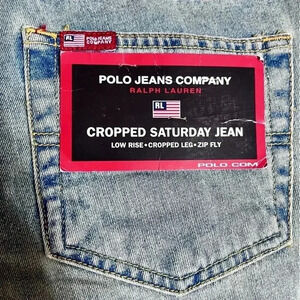 RL
POLO JEANS
COMPANY
POLO JEANS COMPANY
RALPH LAUREN
RL
CROPPED SATURDAY JEAN
LOW RISE•CROPPED LEG•ZIP FLY
POLO.COM